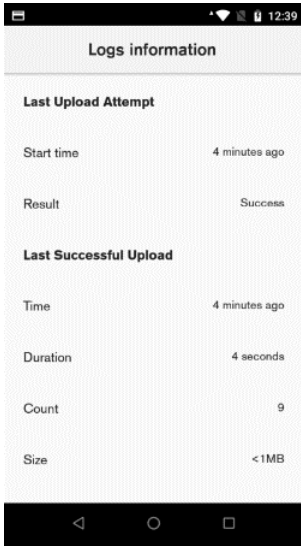 12:39
Logs information
Last Upload Attempt
Start time 4 minutes ago
Result Success
Last Successful Upload
Time 4 minutes ago
Duration 4 seconds
Count 9
Size <1MB